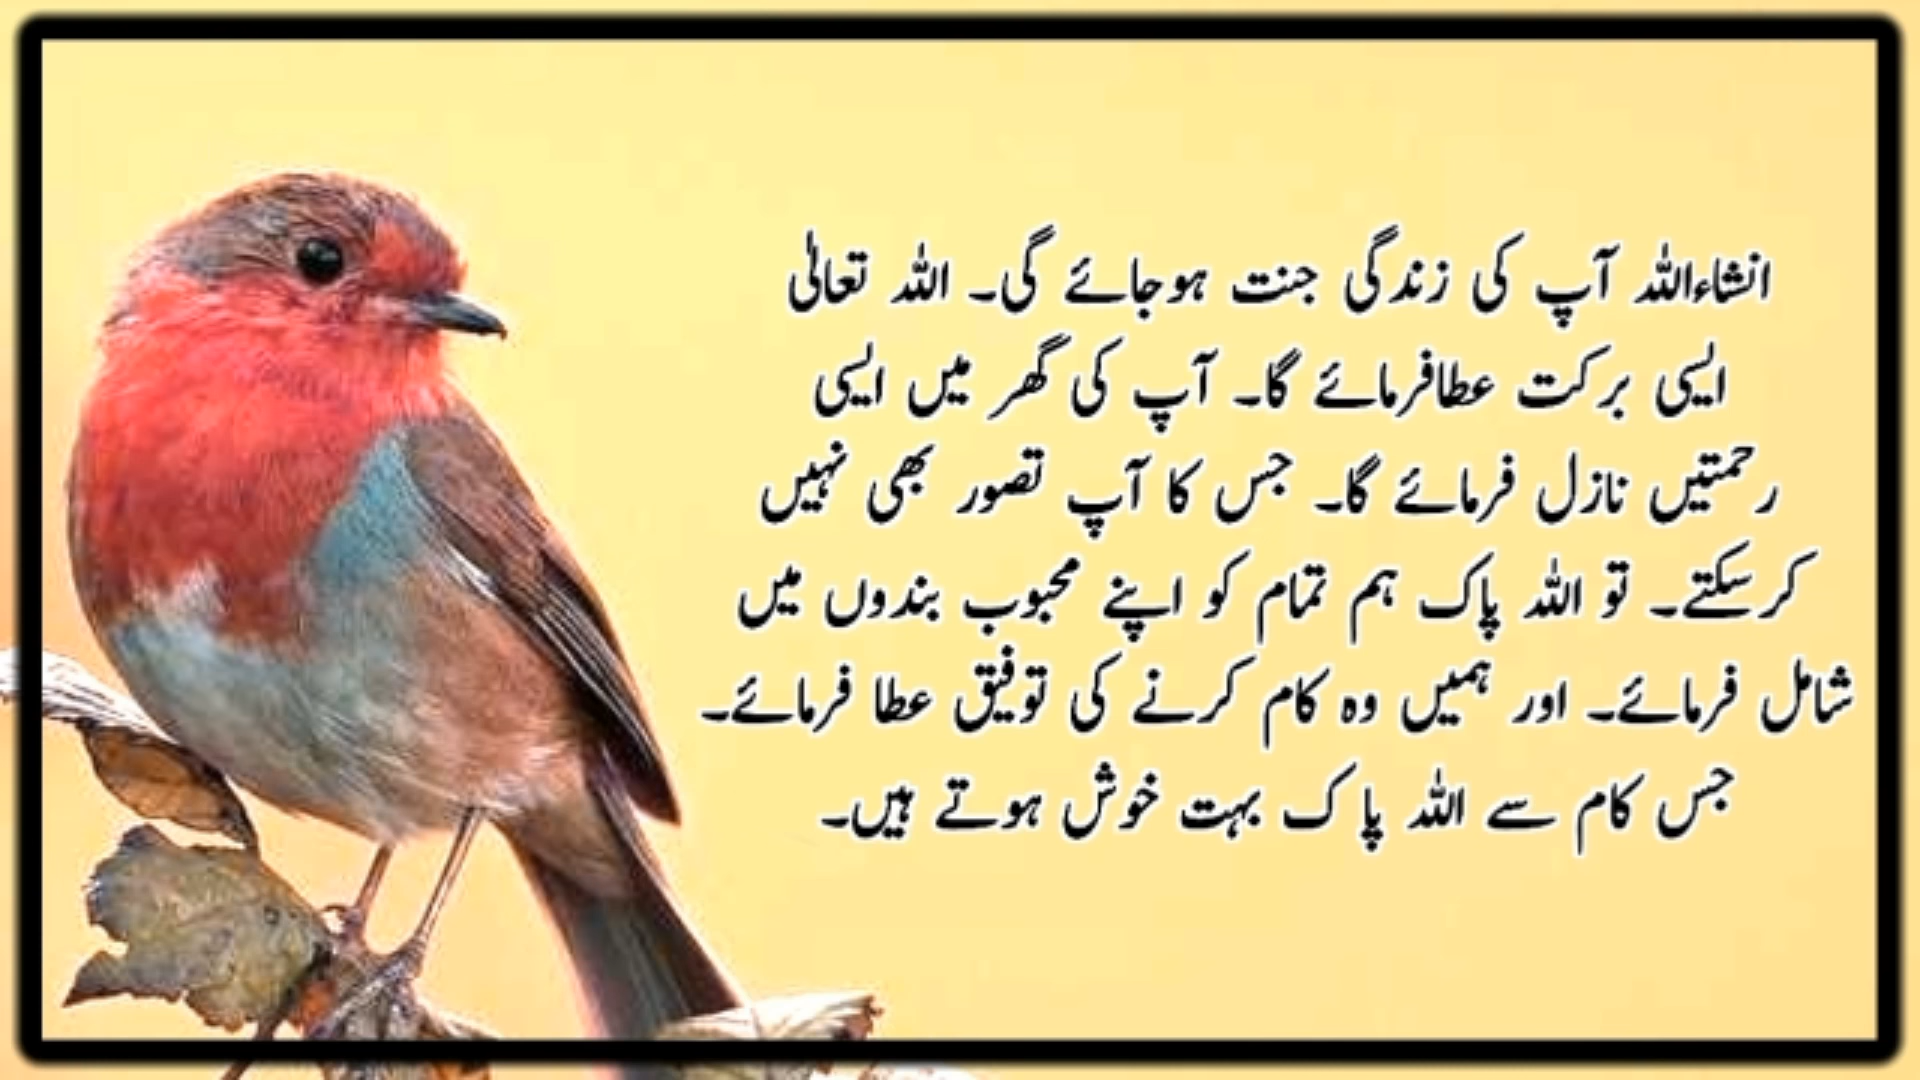 انشاءاللہ آپ کی زندگی جنت ہوجائے گی۔ اللہ تعالٰی
ایسی برکت عطافرمائے گا۔ آپ کی گھر میں ایسی
رحمتیں نازل فرمائے گا۔ جس کا آپ تصور بھی نہیں
کرسکتے۔ تو اللہ پاک ہم تمام کو اپنے محبوب بندوں میں
شامل فرمائے۔ اور ہمیں وہ کام کرنے کی توفیق عطا فرمائے۔
جس کام سے اللہ پا ک بہت خوش ہوتے ہیں۔